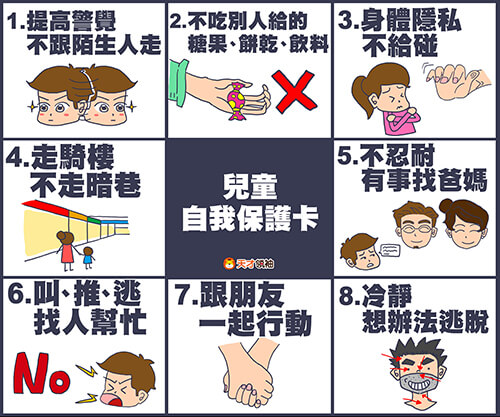 1.提高警覺
不跟陌生人走
2.不吃別人給的
糖果、餅乾、飲料
3.身體隱私
不給碰
4.走騎樓
不走暗巷
兒童
自我保護卡
天才領袖
5.不忍耐
有事找爸媽
6.叫、推、逃
找人幫忙
No
7.跟朋友
一起行動
8.冷靜
想辦法逃脫